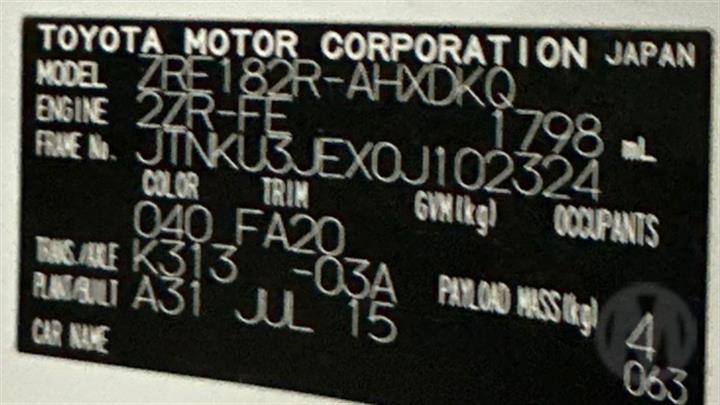 TOYOTA MOTOR CORPORATION JAPAN
MODEL ZRE182R-AHXDKQ
ENGINE 2ZR-FE 1798 mL
FRAME No. JTNKU3JEX0J102324
COLOR TRIM GVM(kg) OCCUPANTS
040 FA20
TRANS./AXLE K313 -03A PAYLOAD MASS(kg)
PLANT/BUILT A31 JUL 15 4
CAR NAME 063